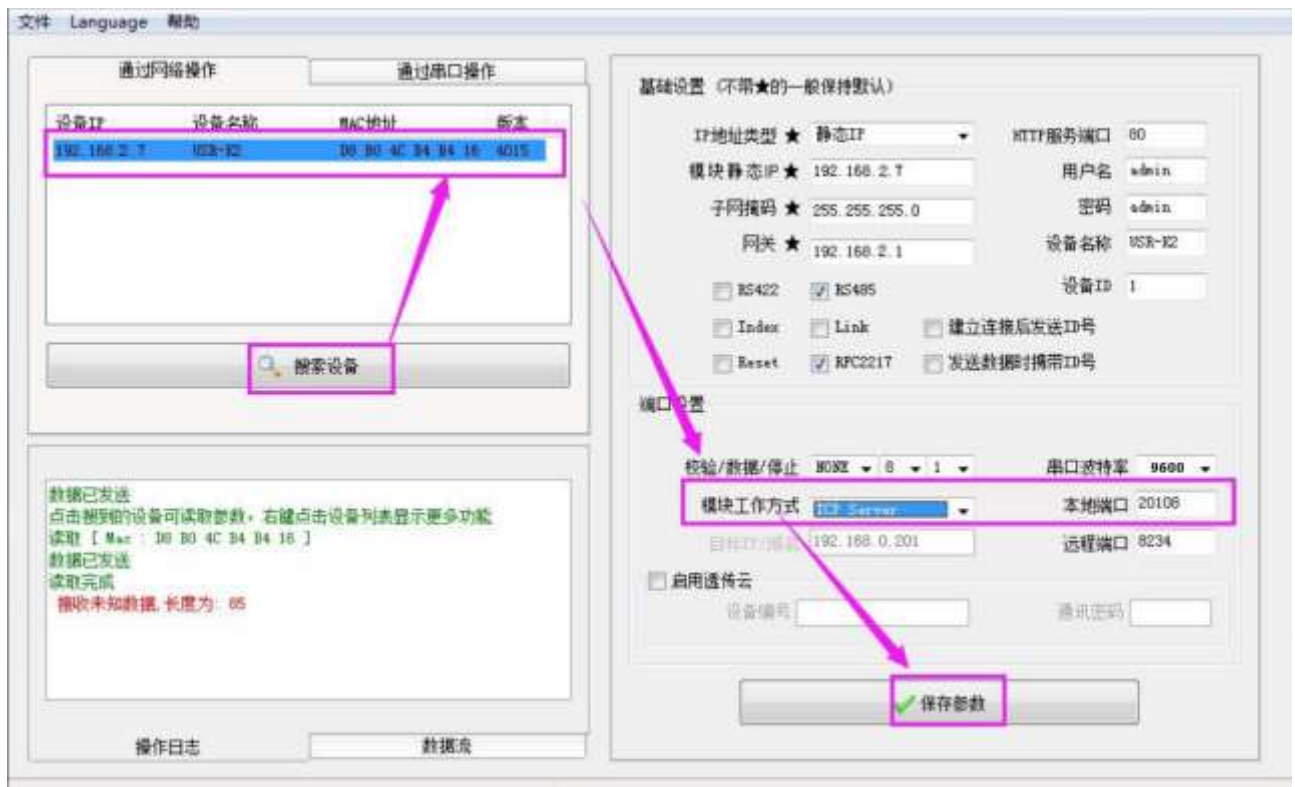 文件 Language 帮助
通过网络操作 通过串口操作
设备IP 设备名称 MAC地址 版本
192.168.2.7 USR-K2 D8 B0 4C B4 B4 16 4015
搜索设备
数据已发送
点击搜到的设备可读取参数，右键点击设备列表显示更多功能
读取 [ Mac : D8 B0 4C B4 B4 16 ]
数据已发送
读取完成
接收未知数据,长度为: 85
操作日志 数据流
基础设置 (不带★的一般保持默认)
IP地址类型 ★ 静态IP HTTP服务端口 80
模块静态IP ★ 192.168.2.7 用户名 admin
子网掩码 ★ 255.255.255.0 密码 admin
网关 ★ 192.168.2.1 设备名称 USR-K2
RS422 RS485 设备ID 1
Index Link 建立连接后发送ID号
Reset RFC2217 发送数据时携带ID号
端口设置
校验/数据/停止 NONE 8 1 串口波特率 9600
模块工作方式 TCP Server 本地端口 20108
192.168.0.201 远程端口 8234
启用透传云
设备编号 通讯密码
保存参数